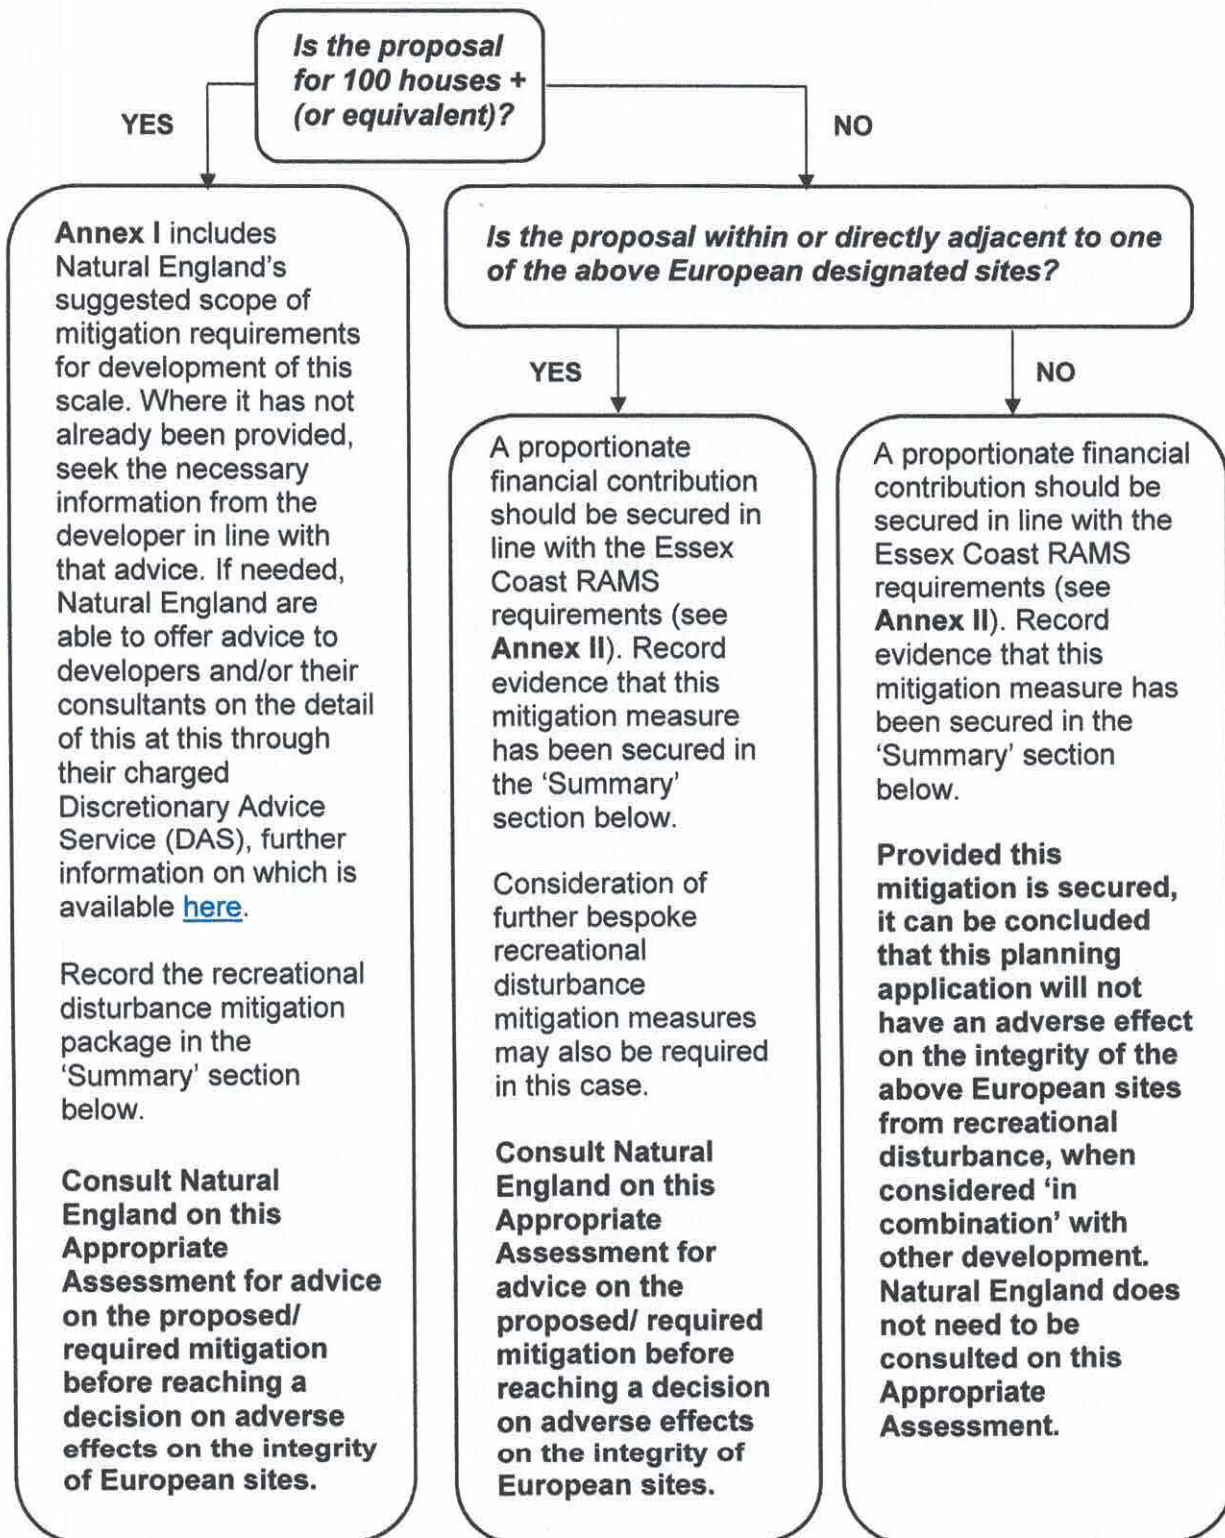 Is the proposal
for 100 houses +
(or equivalent)?
YES
NO
Annex I includes
Natural England's
suggested scope of
mitigation requirements
for development of this
scale. Where it has not
already been provided,
seek the necessary
information from the
developer in line with
that advice. If needed,
Natural England are
able to offer advice to
developers and/or their
consultants on the detail
of this at this through
their charged
Discretionary Advice
Service (DAS), further
information on which is
available here.
Record the recreational
disturbance mitigation
package in the
'Summary' section
below.
Consult Natural
England on this
Appropriate
Assessment for advice
on the proposed/
required mitigation
before reaching a
decision on adverse
effects on the integrity
of European sites.
Is the proposal within or directly adjacent to one
of the above European designated sites?
YES
NO
A proportionate
financial contribution
should be secured in
line with the Essex
Coast RAMS
requirements (see
Annex II). Record
evidence that this
mitigation measure
has been secured in
the 'Summary'
section below.
Consideration of
further bespoke
recreational
disturbance
mitigation measures
may also be required
in this case.
Consult Natural
England on this
Appropriate
Assessment for
advice on the
proposed/ required
mitigation before
reaching a decision
on adverse effects
on the integrity of
European sites.
A proportionate financial
contribution should be
secured in line with the
Essex Coast RAMS
requirements (see
Annex II). Record
evidence that this
mitigation measure has
been secured in the
'Summary' section
below.
Provided this
mitigation is secured,
it can be concluded
that this planning
application will not
have an adverse effect
on the integrity of the
above European sites
from recreational
disturbance, when
considered 'in
combination' with
other development.
Natural England does
not need to be
consulted on this
Appropriate
Assessment.